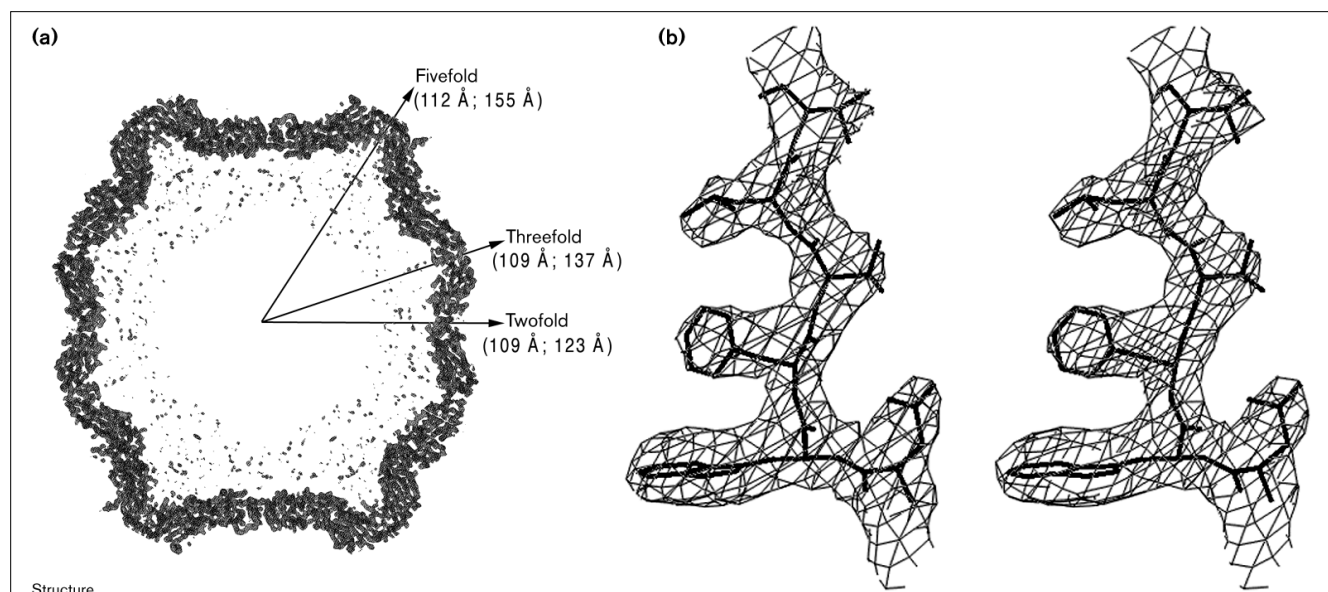 (a)
Fivefold
(112 Å; 155 Å)
Threefold
(109 Å; 137 Å)
Twofold
(109 Å; 123 Å)
Structure
(b)